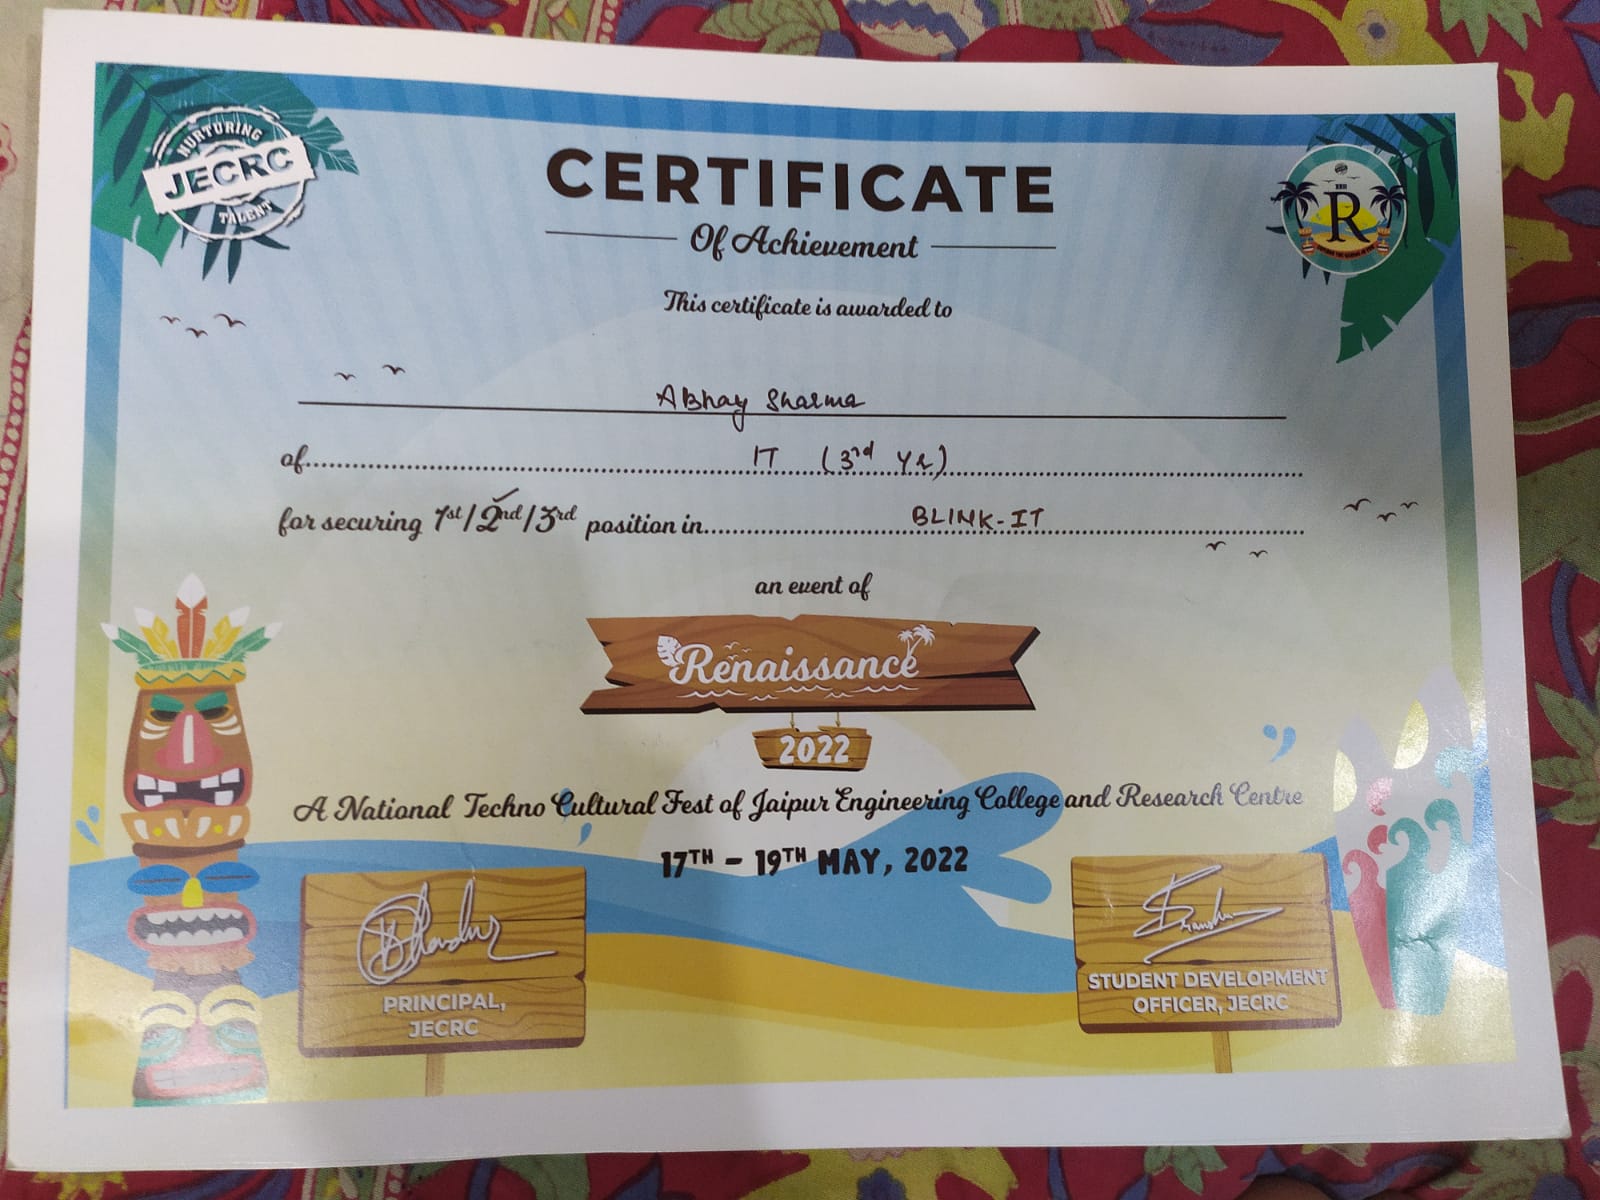 NURTURING
JECRC
TALENT
R
CERTIFICATE
Of Achievement
This certificate is awarded to
Abhay Sharma
of IT (3rd Yr)
for securing 1st/2nd/3rd position in BLINK-IT
an event of
Renaissance
2022
A National Techno Cultural Fest of Jaipur Engineering College and Research Centre
17TH – 19TH MAY, 2022
PRINCIPAL,
JECRC
STUDENT DEVELOPMENT
OFFICER, JECRC